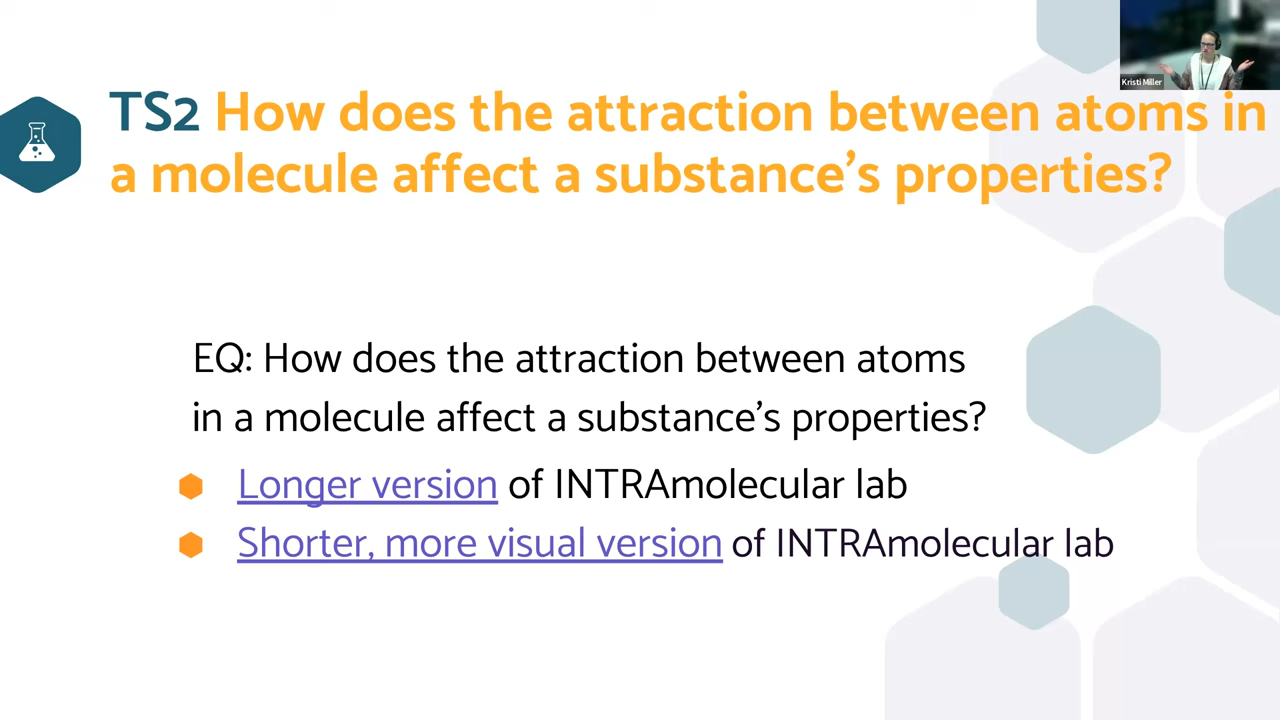 Kristi Miller
TS2 How does the attraction between atoms in
a molecule affect a substance’s properties?
EQ: How does the attraction between atoms
in a molecule affect a substance’s properties?
Longer version of INTRAmolecular lab
Shorter, more visual version of INTRAmolecular lab